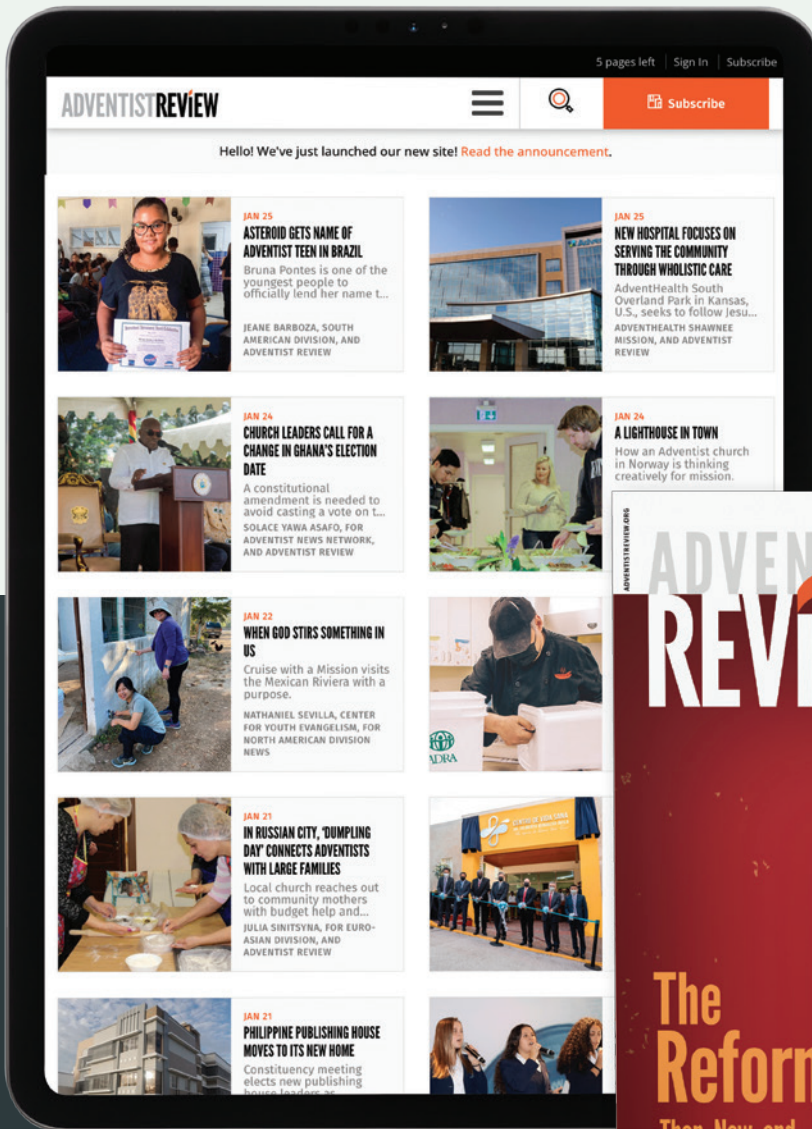 5 pages left Sign In Subscribe
ADVENTISTREVIEW
Subscribe
Hello! We've just launched our new site! Read the announcement.
JAN 25
ASTEROID GETS NAME OF
ADVENTIST TEEN IN BRAZIL
Bruna Pontes is one of the
youngest people to
officially lend her name t...
JEANE BARBOZA, SOUTH
AMERICAN DIVISION, AND
ADVENTIST REVIEW
JAN 25
NEW HOSPITAL FOCUSES ON
SERVING THE COMMUNITY
THROUGH WHOLISTIC CARE
AdventHealth South
Overland Park in Kansas,
U.S., seeks to follow Jesu...
ADVENTHEALTH SHAWNEE
MISSION, AND ADVENTIST
REVIEW
JAN 24
CHURCH LEADERS CALL FOR A
CHANGE IN GHANA'S ELECTION
DATE
A constitutional
amendment is needed to
avoid casting a vote on t...
SOLACE YAWA ASAFO, FOR
ADVENTIST NEWS NETWORK,
AND ADVENTIST REVIEW
JAN 24
A LIGHTHOUSE IN TOWN
How an Adventist church
in Norway is thinking
creatively for mission.
JAN 22
WHEN GOD STIRS SOMETHING IN
US
Cruise with a Mission visits
the Mexican Riviera with a
purpose.
NATHANIEL SEVILLA, CENTER
FOR YOUTH EVANGELISM, FOR
NORTH AMERICAN DIVISION
NEWS
ADRA
JAN 21
IN RUSSIAN CITY, 'DUMPLING
DAY' CONNECTS ADVENTISTS
WITH LARGE FAMILIES
Local church reaches out
to community mothers
with budget help and...
JULIA SINITSYNA, FOR EURO-
ASIAN DIVISION, AND
ADVENTIST REVIEW
JAN 21
PHILIPPINE PUBLISHING HOUSE
MOVES TO ITS NEW HOME
Constituency meeting
elects new publishing
house leaders as
ADVENTISTREVIEW.ORG
ADVEN
REVI
The
Reform
Then, Now, and